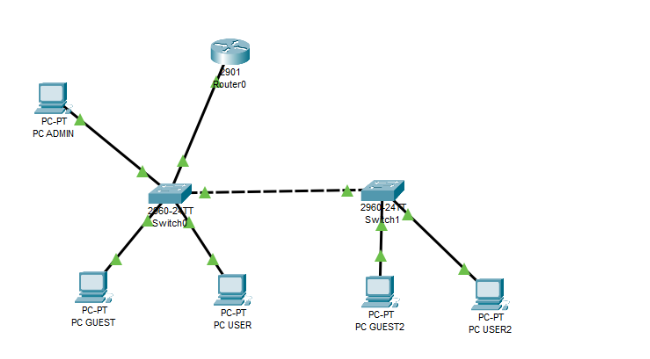 2901
Router0
PC-PT
PC ADMIN
2960-24TT
Switch0
2960-24TT
Switch1
PC-PT
PC GUEST
PC-PT
PC USER
PC-PT
PC GUEST2
PC-PT
PC USER2